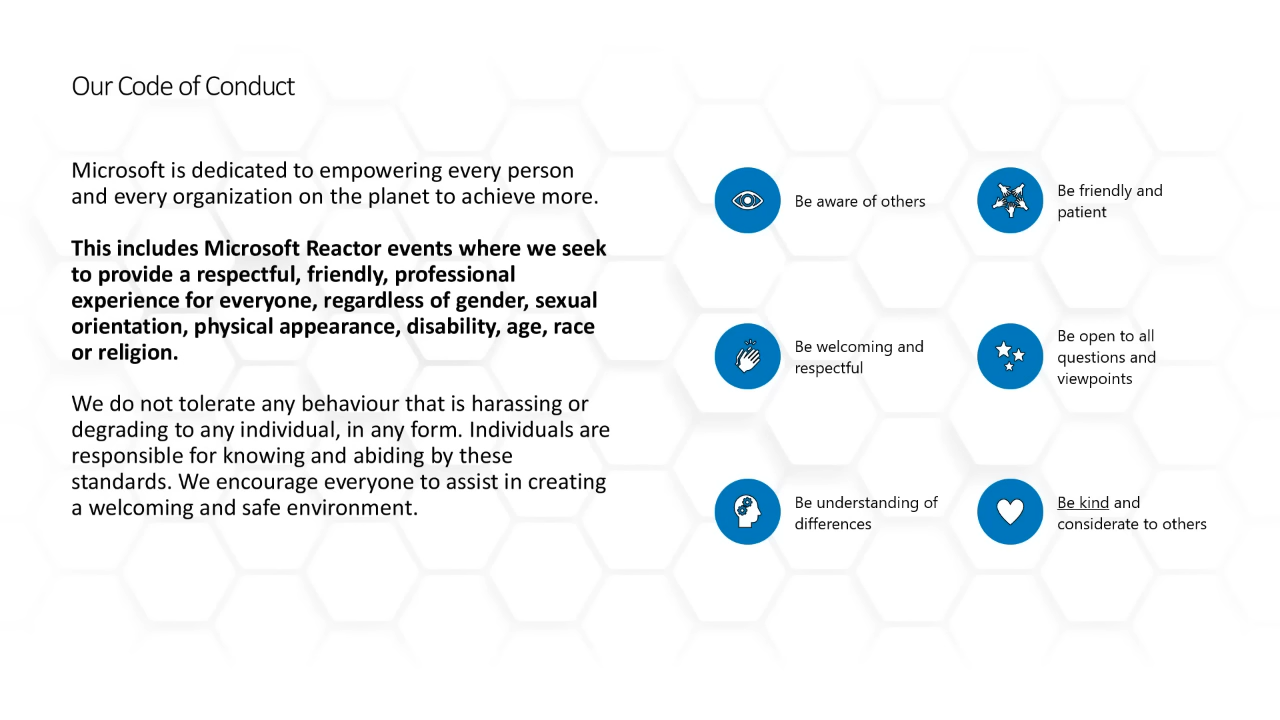 Our Code of Conduct
Microsoft is dedicated to empowering every person
and every organization on the planet to achieve more.
This includes Microsoft Reactor events where we seek
to provide a respectful, friendly, professional
experience for everyone, regardless of gender, sexual
orientation, physical appearance, disability, age, race
or religion.
We do not tolerate any behaviour that is harassing or
degrading to any individual, in any form. Individuals are
responsible for knowing and abiding by these
standards. We encourage everyone to assist in creating
a welcoming and safe environment.
Be aware of others
Be friendly and
patient
Be welcoming and
respectful
Be open to all
questions and
viewpoints
Be understanding of
differences
Be kind and
considerate to others